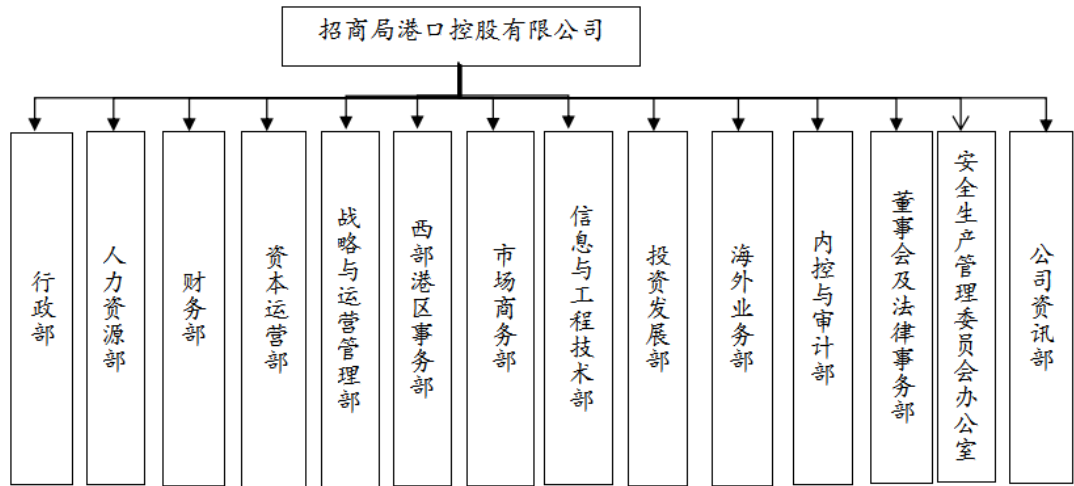 招商局港口控股有限公司
行政部
人力资源部
财务部
资本运营部
战略与运营管理部
西部港区事务部
市场商务部
信息与工程技术部
投资发展部
海外业务部
内控与审计部
董事会及法律事务部
安全生产管理委员会办公室
公司资讯部